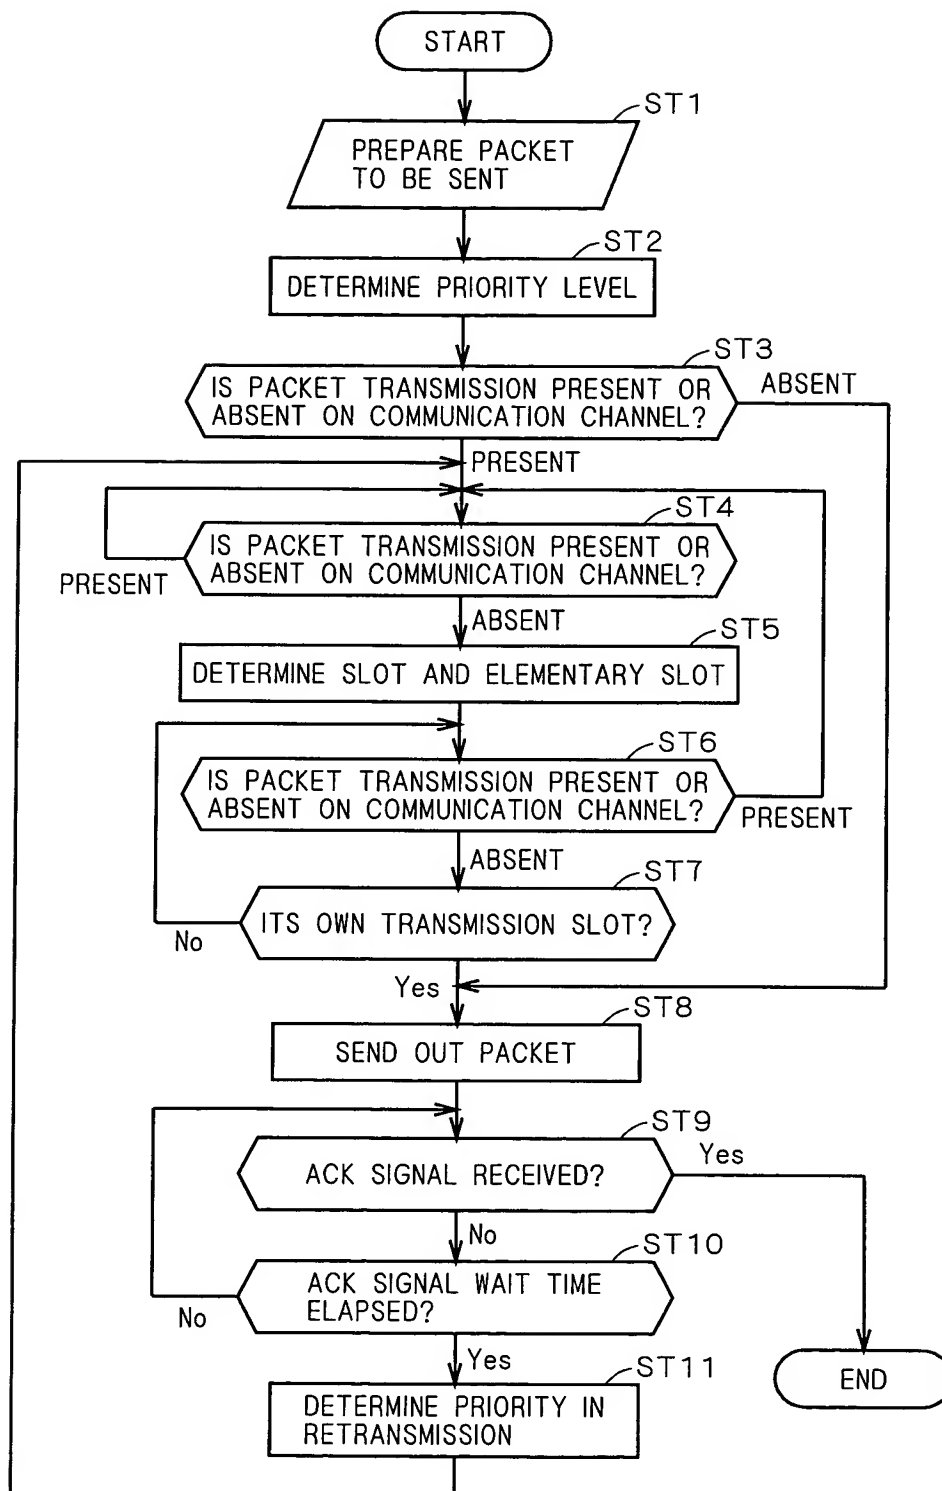 START
ST1
PREPARE PACKET
TO BE SENT
ST2
DETERMINE PRIORITY LEVEL
ST3
IS PACKET TRANSMISSION PRESENT OR
ABSENT ON COMMUNICATION CHANNEL?
ABSENT
PRESENT
ST4
IS PACKET TRANSMISSION PRESENT OR
ABSENT ON COMMUNICATION CHANNEL?
PRESENT
ABSENT
ST5
DETERMINE SLOT AND ELEMENTARY SLOT
ST6
IS PACKET TRANSMISSION PRESENT OR
ABSENT ON COMMUNICATION CHANNEL?
PRESENT
ABSENT
ST7
ITS OWN TRANSMISSION SLOT?
No
Yes
ST8
SEND OUT PACKET
ST9
ACK SIGNAL RECEIVED?
Yes
No
ST10
ACK SIGNAL WAIT TIME
ELAPSED?
No
Yes
ST11
DETERMINE PRIORITY IN
RETRANSMISSION
END